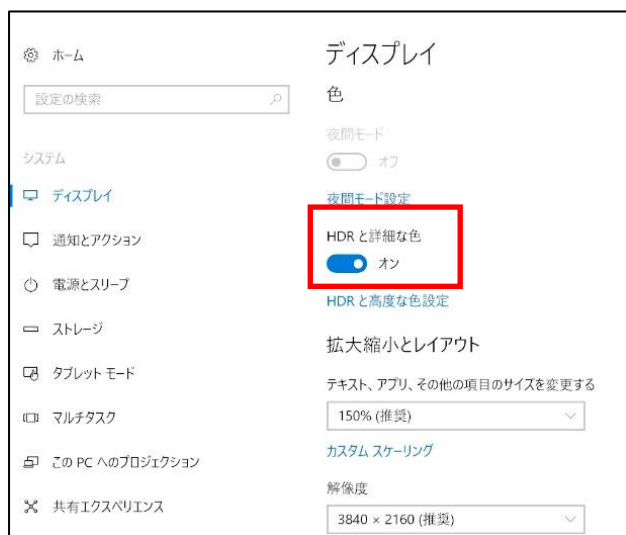 ホーム
設定の検索
システム
ディスプレイ
通知とアクション
電源とスリープ
ストレージ
タブレット モード
マルチタスク
この PC へのプロジェクション
共有エクスペリエンス
ディスプレイ
色
夜間モード
オフ
夜間モード設定
HDR と詳細な色
オン
HDR と高度な色設定
拡大縮小とレイアウト
テキスト、アプリ、その他の項目のサイズを変更する
150% (推奨)
カスタム スケーリング
解像度
3840 × 2160 (推奨)